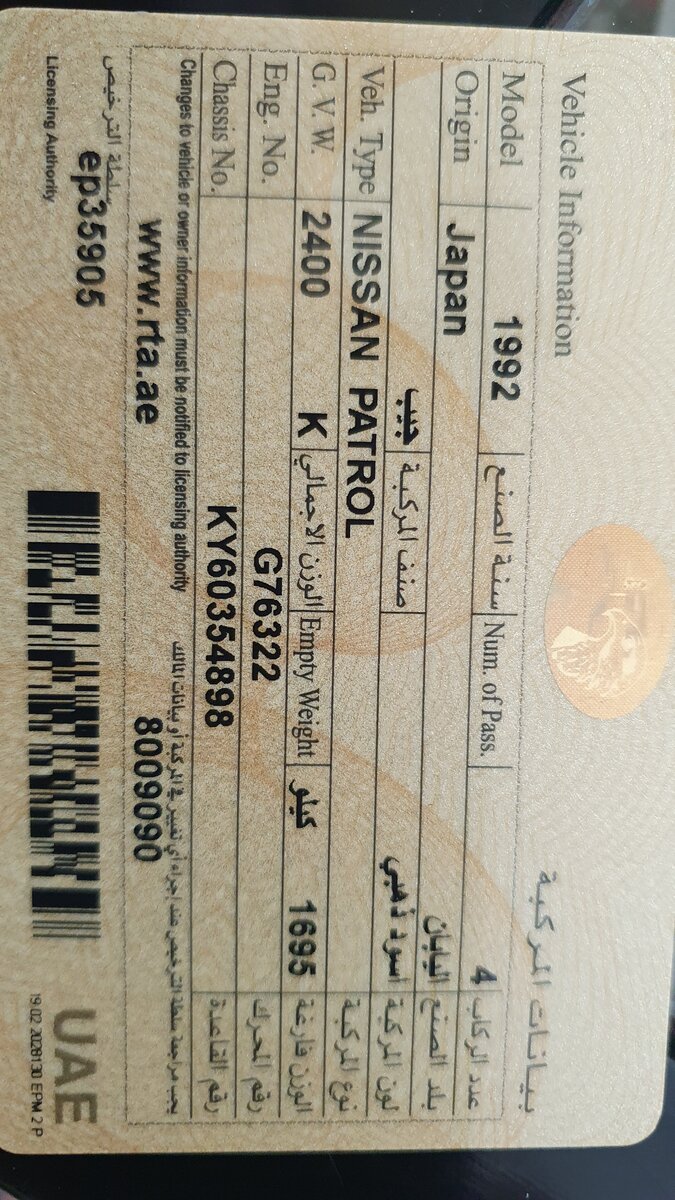 Vehicle Information بيانات المركبة
Model 1992 سنة الصنع Num. of Pass. 4 عدد الركاب
Origin Japan اليابان بلد الصنع
جيب صنف المركبة اسود ذهبي لون المركبة
Veh. Type NISSAN PATROL نوع المركبة
G. V. W. 2400 K الوزن الاجمالي Empty Weight كيلو 1695 الوزن فارغة
Eng. No. G76322 رقم المحرك
Chassis No. KY60354898 رقم القاعدة
Changes to vehicle or owner information must be notified to licensing authority يجب مراجعة سلطة الترخيص عند إجراء أي تغيير في المركبة أو بيانات المالك
www.rta.ae 8009090
سلطة الترخيص
ep35905
Licensing Authority
UAE